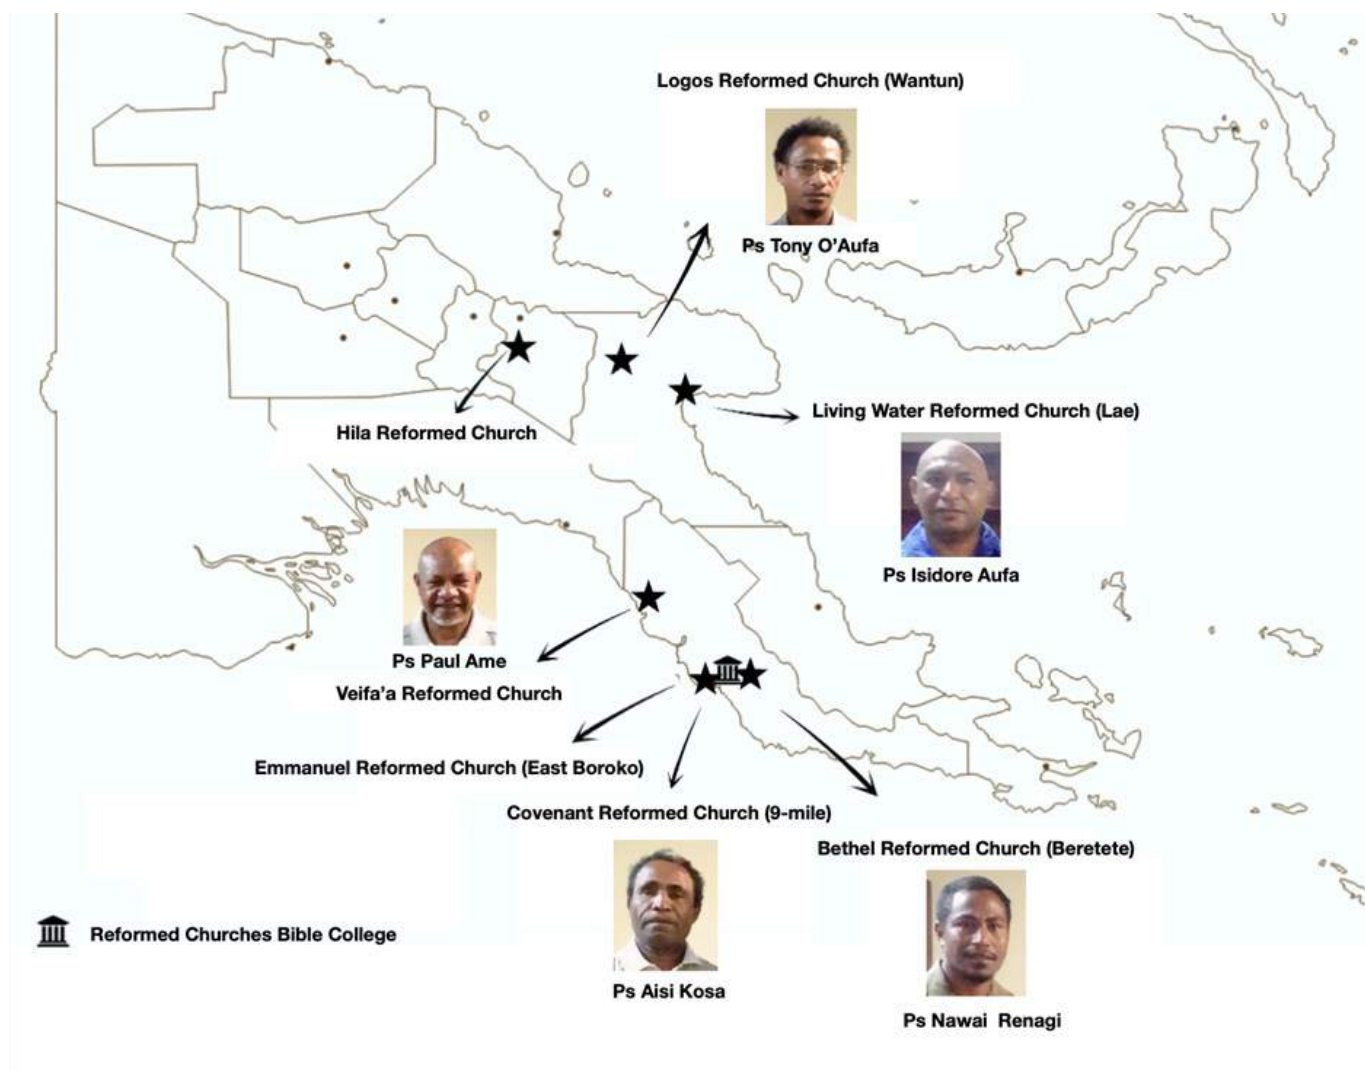 Logos Reformed Church (Wantun)
Ps Tony O’Aufa
Hila Reformed Church
Living Water Reformed Church (Lae)
Ps Isidore Aufa
Ps Paul Ame
Veifa’a Reformed Church
Emmanuel Reformed Church (East Boroko)
Covenant Reformed Church (9-mile)
Ps Aisi Kosa
Bethel Reformed Church (Beretete)
Ps Nawai Renagi
Reformed Churches Bible College